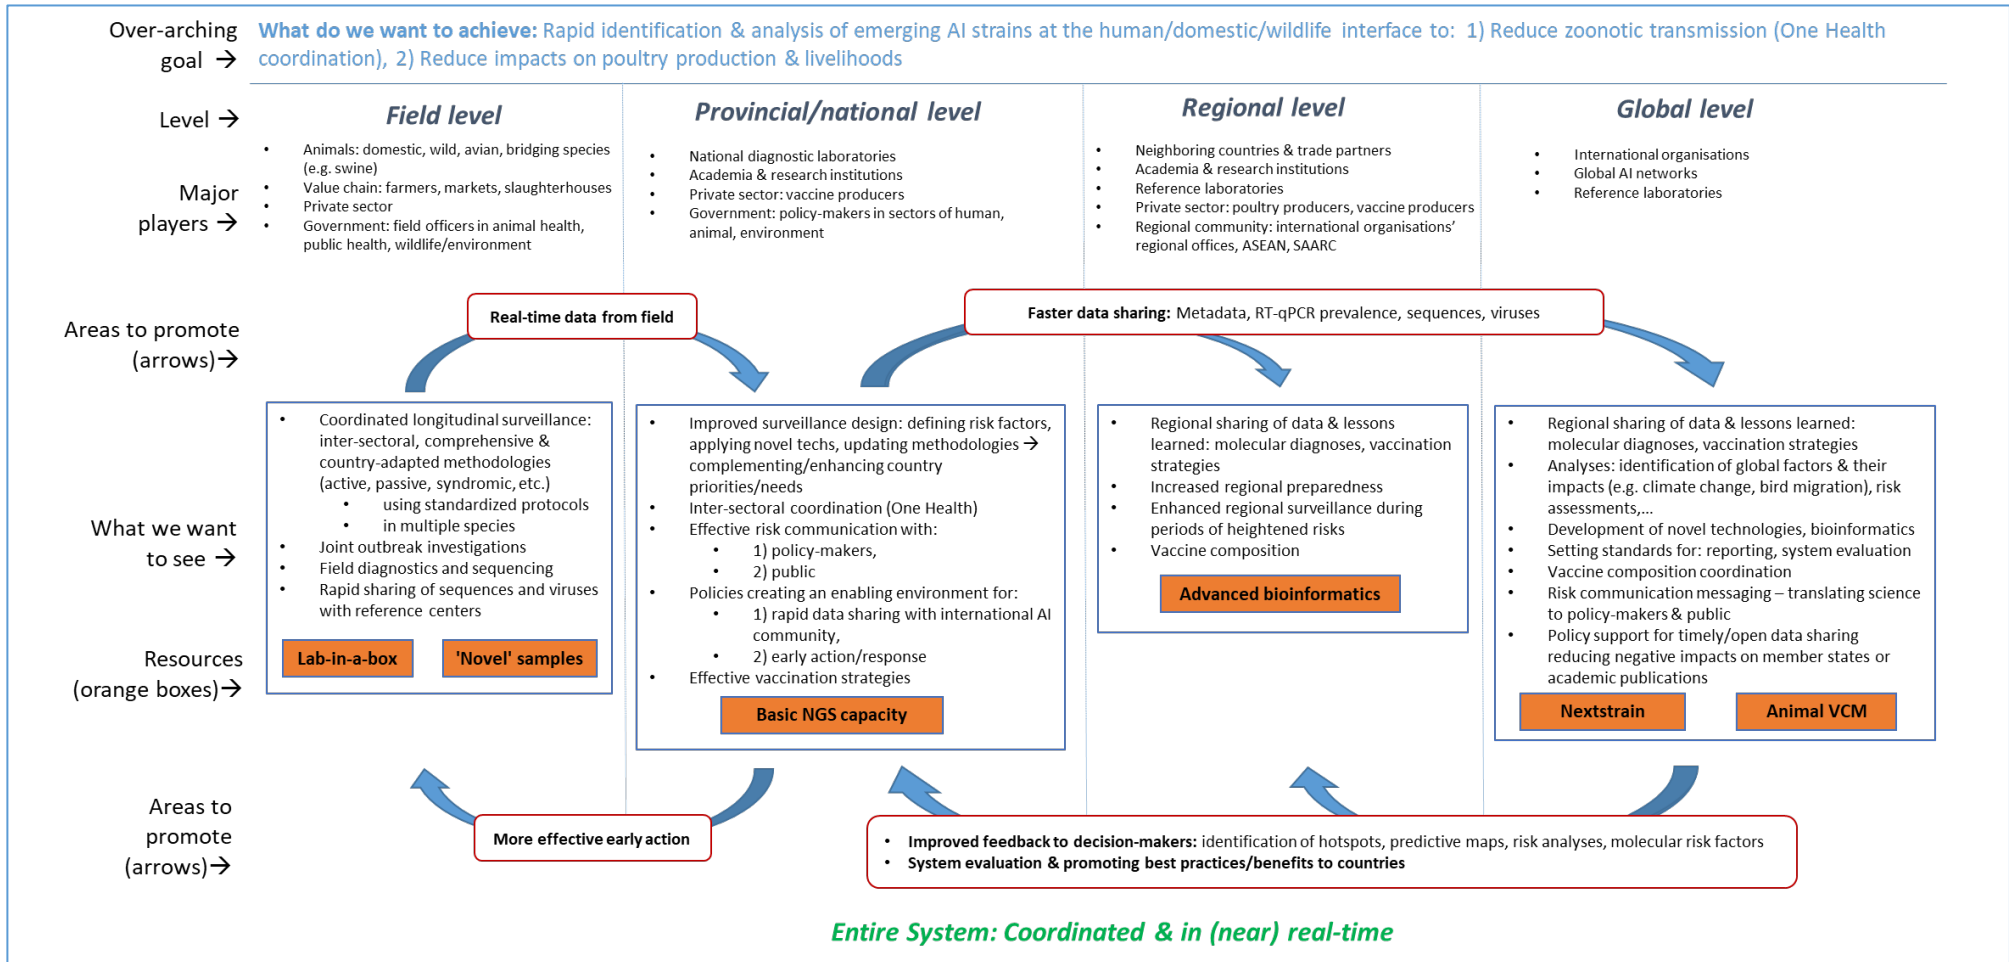 Over-arching
goal →
What do we want to achieve: Rapid identification & analysis of emerging AI strains at the human/domestic/wildlife interface to: 1) Reduce zoonotic transmission (One Health
coordination), 2) Reduce impacts on poultry production & livelihoods
Level →
Field level
Provincial/national level
Regional level
Global level
Major
players →
• Animals: domestic, wild, avian, bridging species
(e.g. swine)
• Value chain: farmers, markets, slaughterhouses
• Private sector
• Government: field officers in animal health,
public health, wildlife/environment
• National diagnostic laboratories
• Academia & research institutions
• Private sector: vaccine producers
• Government: policy-makers in sectors of human,
animal, environment
• Neighboring countries & trade partners
• Academia & research institutions
• Reference laboratories
• Private sector: poultry producers, vaccine producers
• Regional community: international organisations'
regional offices, ASEAN, SAARC
• International organisations
• Global AI networks
• Reference laboratories
Areas to promote
(arrows)→
Real-time data from field
Faster data sharing: Metadata, RT-qPCR prevalence, sequences, viruses
What we want
to see →
• Coordinated longitudinal surveillance:
inter-sectoral, comprehensive &
country-adapted methodologies
(active, passive, syndromic, etc.)
• using standardized protocols
• in multiple species
• Joint outbreak investigations
• Field diagnostics and sequencing
• Rapid sharing of sequences and viruses
with reference centers
• Improved surveillance design: defining risk factors,
applying novel techs, updating methodologies →
complementing/enhancing country
priorities/needs
• Inter-sectoral coordination (One Health)
• Effective risk communication with:
• 1) policy-makers,
• 2) public
• Policies creating an enabling environment for:
• 1) rapid data sharing with international AI
community,
• 2) early action/response
• Effective vaccination strategies
• Regional sharing of data & lessons
learned: molecular diagnoses, vaccination
strategies
• Increased regional preparedness
• Enhanced regional surveillance during
periods of heightened risks
• Vaccine composition
• Regional sharing of data & lessons learned:
molecular diagnoses, vaccination strategies
• Analyses: identification of global factors & their
impacts (e.g. climate change, bird migration), risk
assessments,...
• Development of novel technologies, bioinformatics
• Setting standards for: reporting, system evaluation
• Vaccine composition coordination
• Risk communication messaging – translating science
to policy-makers & public
• Policy support for timely/open data sharing
reducing negative impacts on member states or
academic publications
Resources
(orange boxes)→
Lab-in-a-box
'Novel' samples
Basic NGS capacity
Advanced bioinformatics
Nextstrain
Animal VCM
Areas to
promote
(arrows)→
More effective early action
• Improved feedback to decision-makers: identification of hotspots, predictive maps, risk analyses, molecular risk factors
• System evaluation & promoting best practices/benefits to countries
Entire System: Coordinated & in (near) real-time